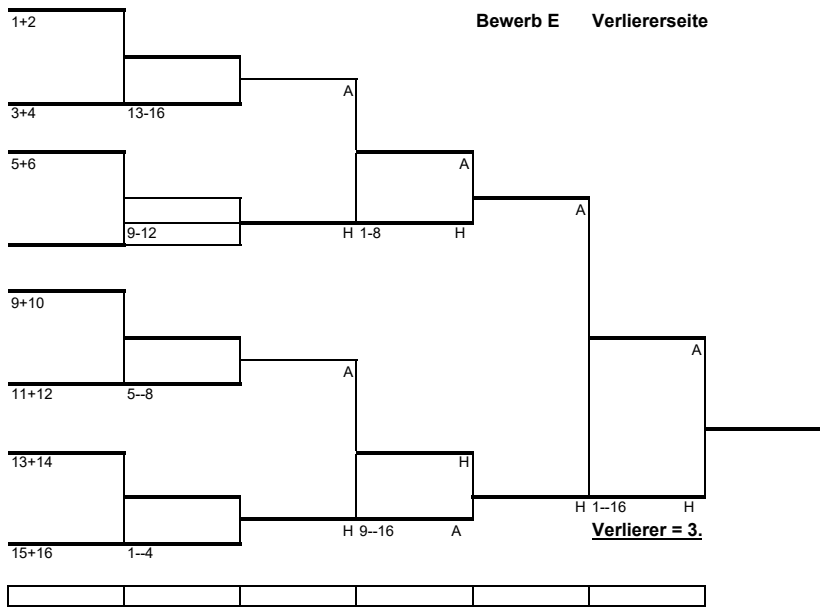 1+2
Bewerb E Verliererseite
A
3+4 13-16
5+6 A
A
9-12 H 1-8 H
9+10
A
A
11+12 5--8
13+14 H
H 1--16 H
H 9--16 A Verlierer = 3.
15+16 1--4